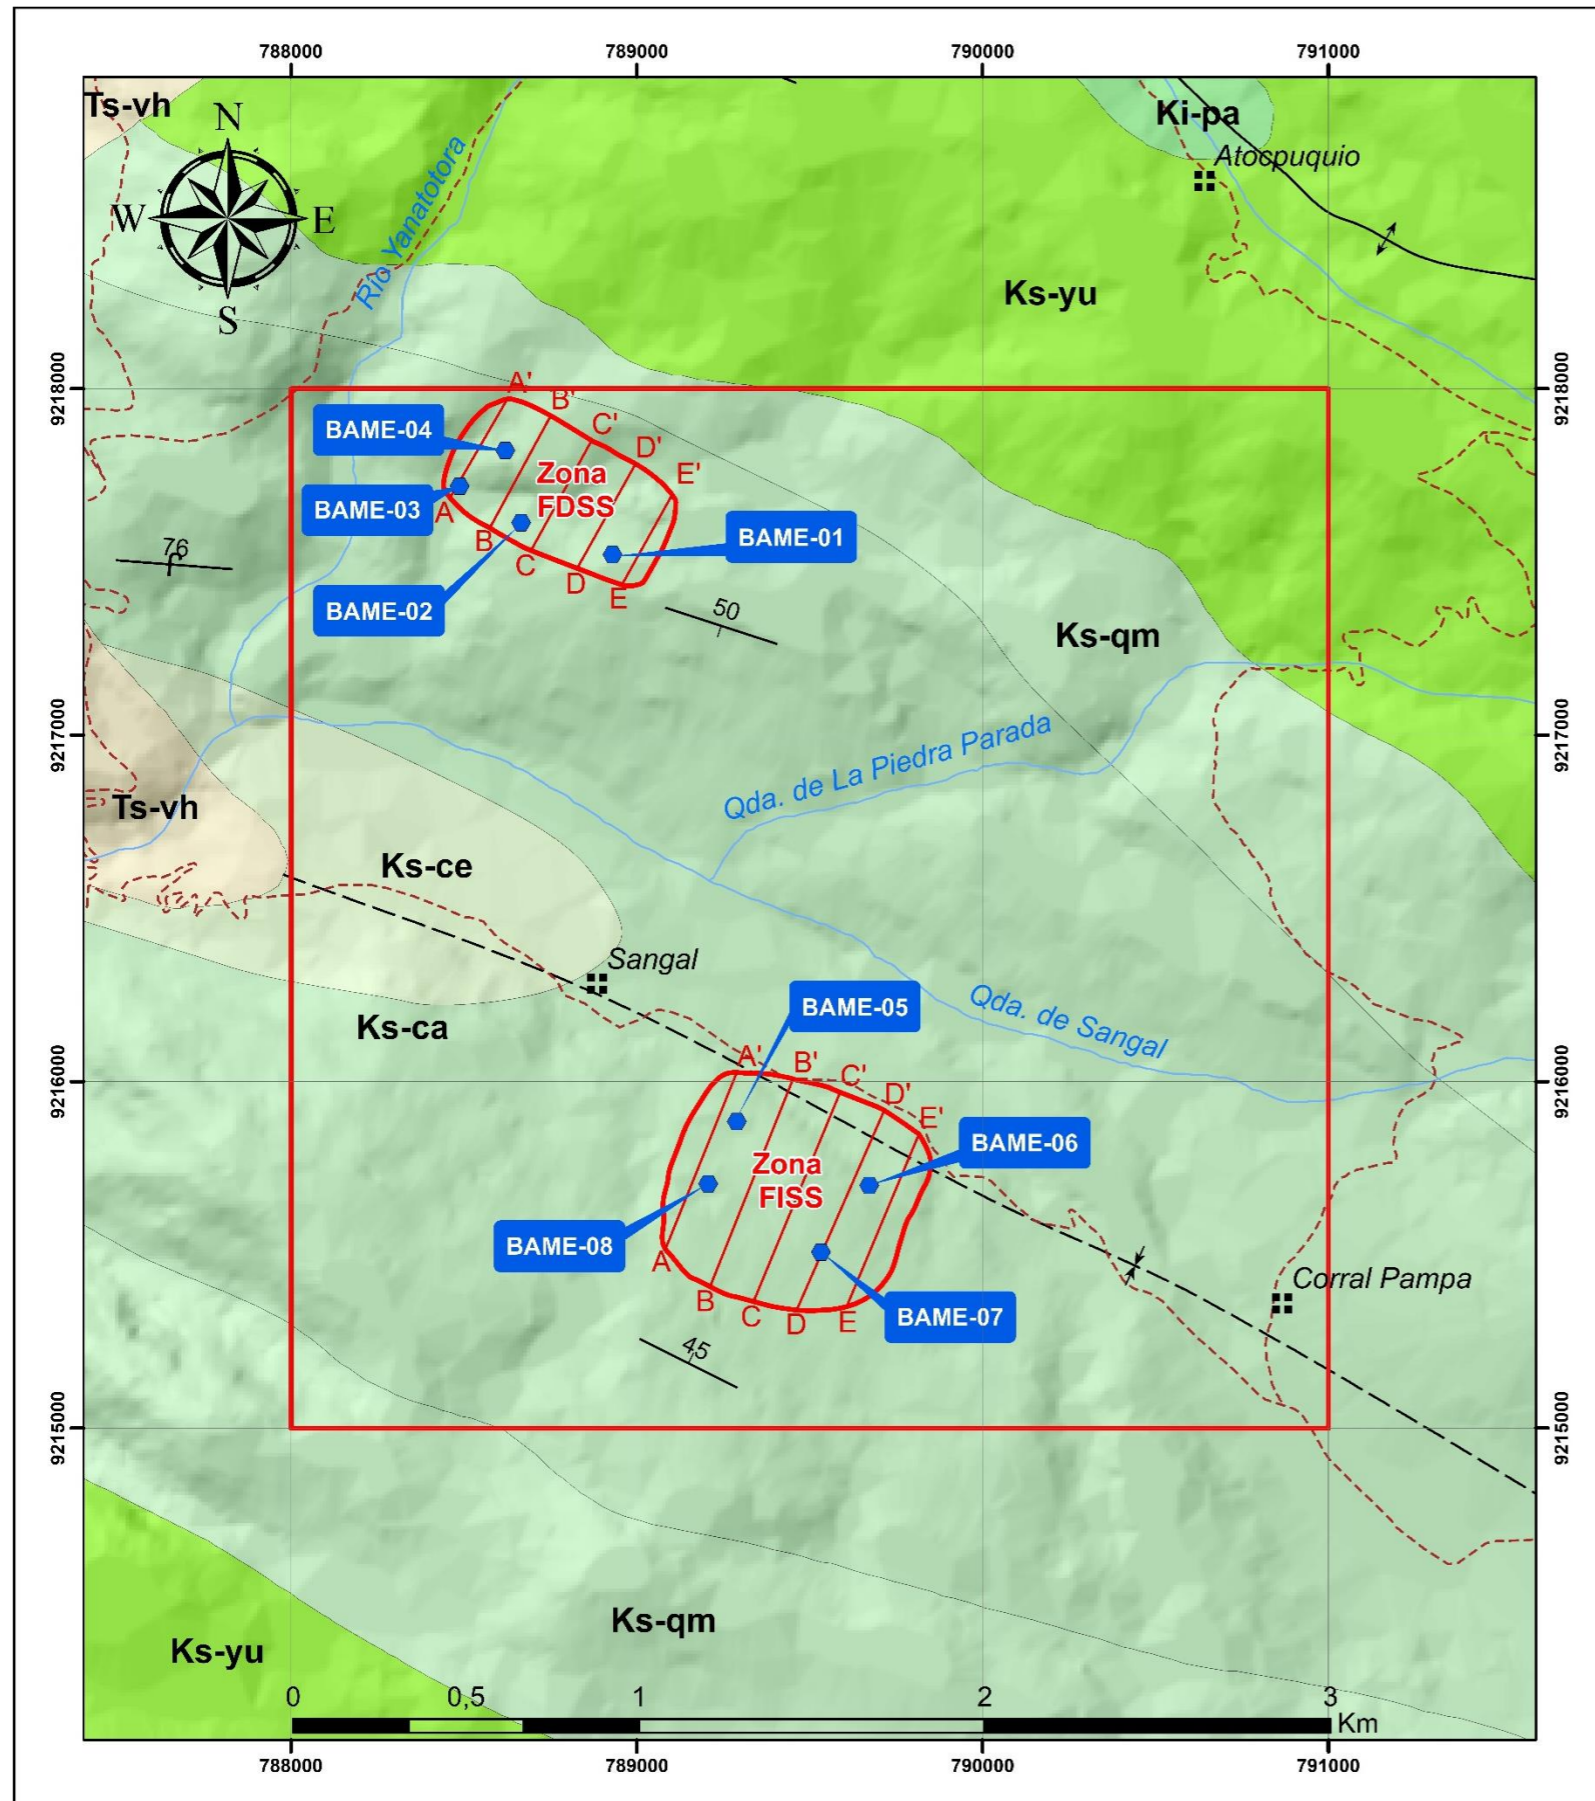 788000 789000 790000 791000
Ts-vh
N
W E
S
Río Yanatotora
Ki-pa
Atocpuquio
Ks-yu
9218000
9218000
A' B' C' D' E'
BAME-04
Zona
FDSS
BAME-03
A B C D E
BAME-01
BAME-02
76
50
Ks-qm
9217000
9217000
Qda. de La Piedra Parada
Ts-vh
Ks-ce
Sangal
BAME-05
Qda. de Sangal
Ks-ca
9216000
9216000
A' B' C' D' E'
BAME-06
Zona
FISS
BAME-08
A B C D E
BAME-07
Corral Pampa
45
9215000
9215000
Ks-qm
Ks-yu
0 0,5 1 2 3
Km
788000 789000 790000 791000